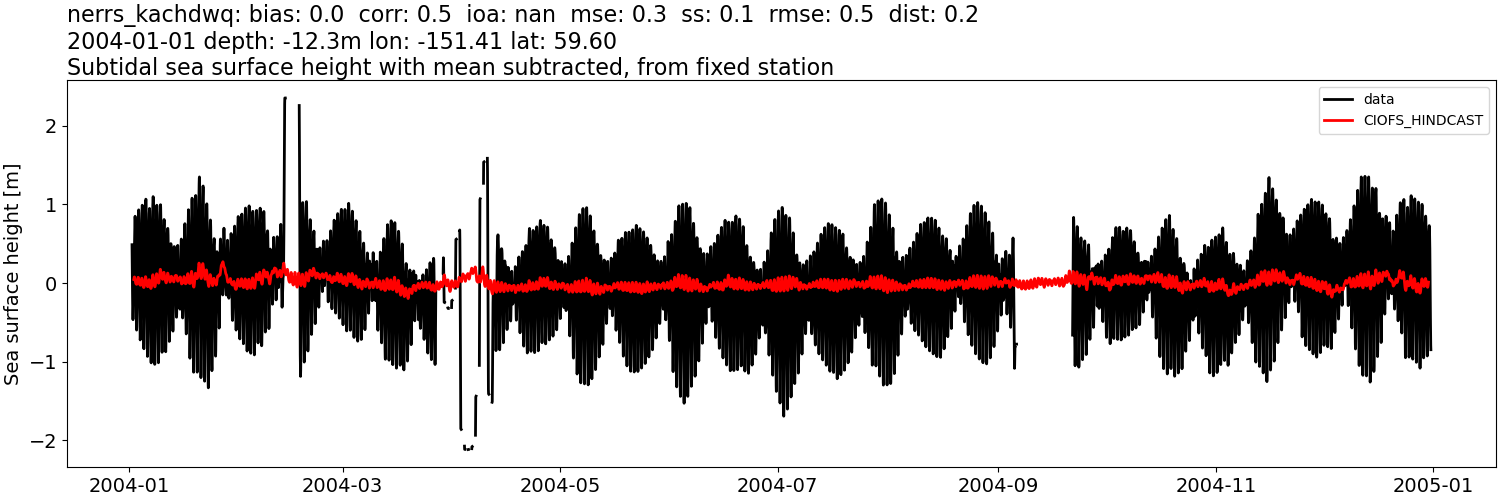 nerrs_kachdwq: bias: 0.0  corr: 0.5  ioa: nan  mse: 0.3  ss: 0.1  rmse: 0.5  dist: 0.2
2004-01-01 depth: -12.3m lon: -151.41 lat: 59.60
Subtidal sea surface height with mean subtracted, from fixed station
data
CIOFS_HINDCAST
Sea surface height [m]
2
1
0
−1
−2
2004-01
2004-03
2004-05
2004-07
2004-09
2004-11
2005-01